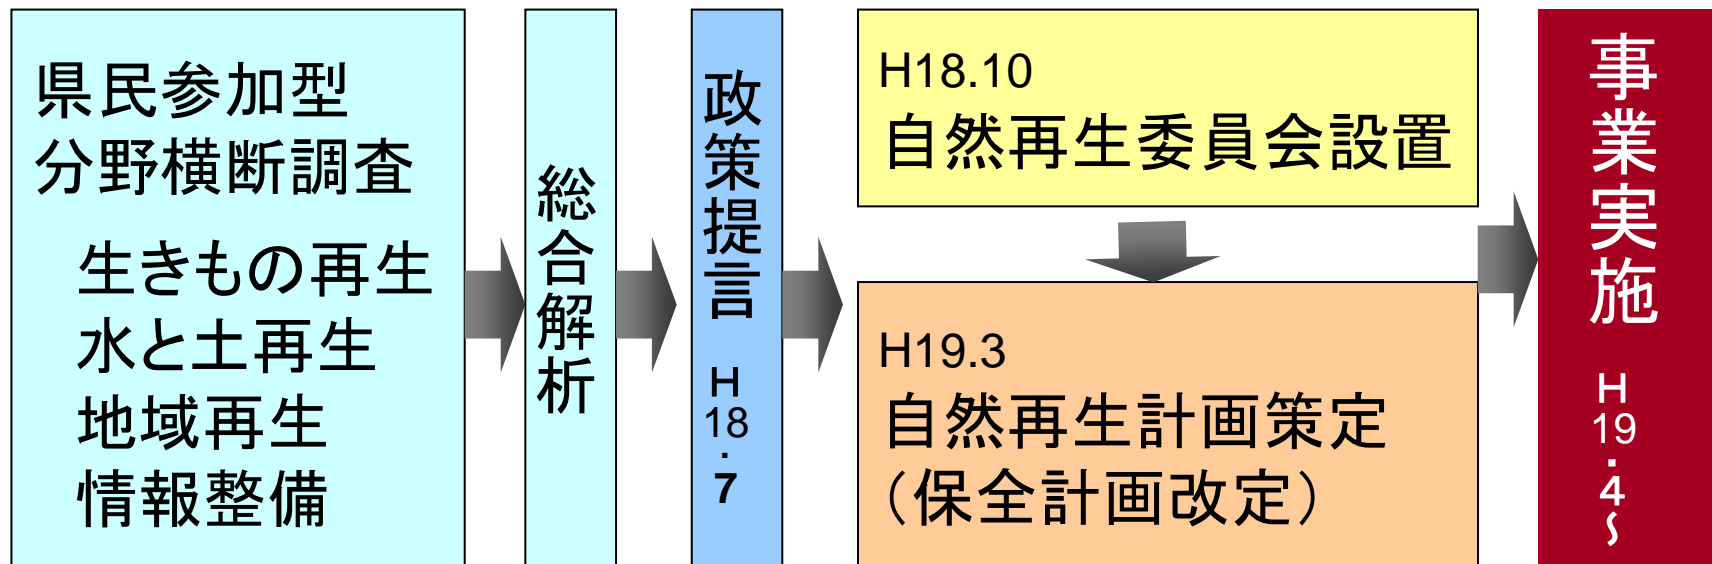 県民参加型
分野横断調査
生きもの再生
水と土再生
地域再生
情報整備
総合解析
政策提言 H18・7
H18.10
自然再生委員会設置
H19.3
自然再生計画策定
（保全計画改定）
事業実施 H19・4～